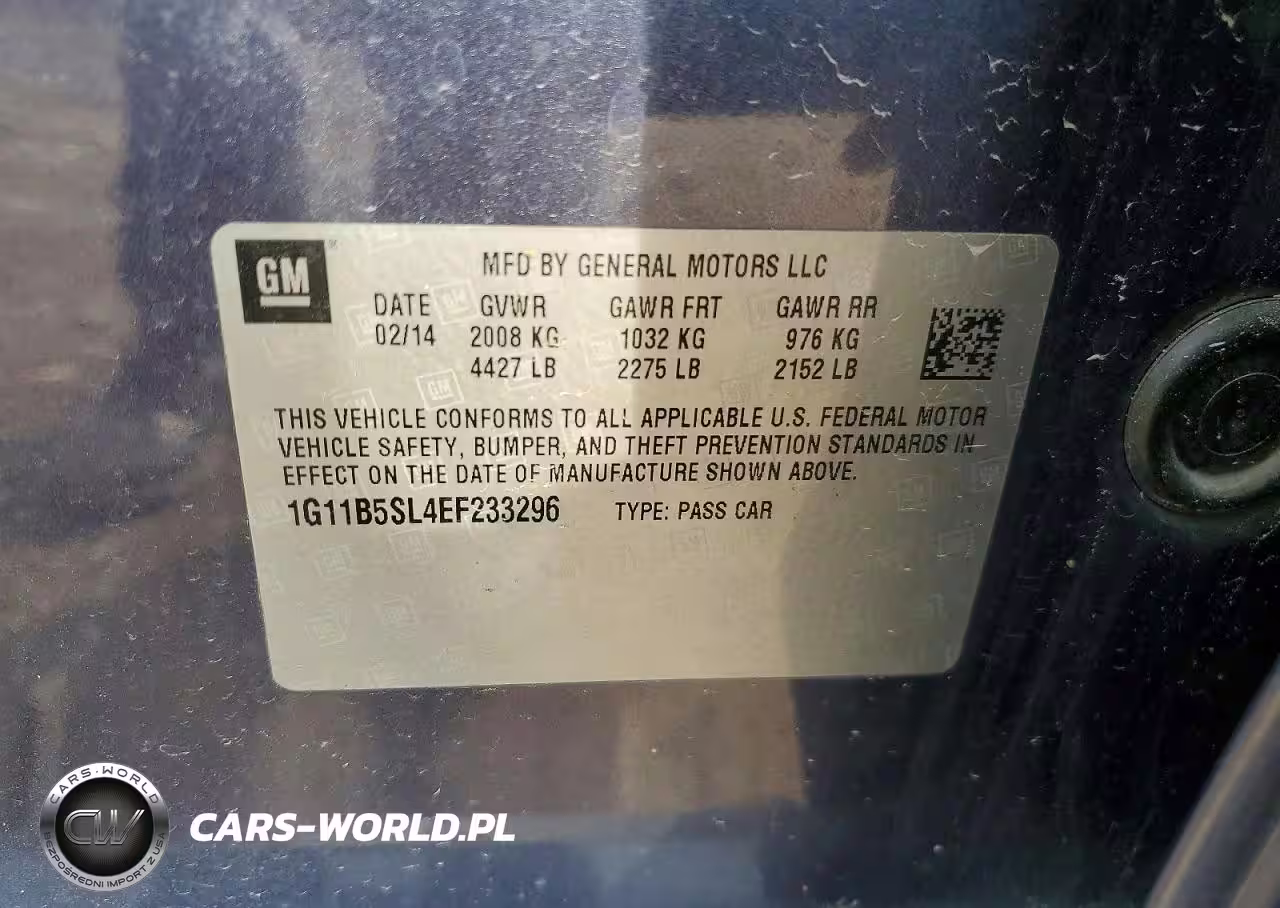 GM
MFD BY GENERAL MOTORS LLC
DATE GVWR GAWR FRT GAWR RR
02/14 2008 KG 1032 KG 976 KG
4427 LB 2275 LB 2152 LB
THIS VEHICLE CONFORMS TO ALL APPLICABLE U.S. FEDERAL MOTOR
VEHICLE SAFETY, BUMPER, AND THEFT PREVENTION STANDARDS IN
EFFECT ON THE DATE OF MANUFACTURE SHOWN ABOVE.
1G11B5SL4EF233296 TYPE: PASS CAR
CARS-WORLD
CW
BEZPOŚREDNI IMPORT Z USA
CARS-WORLD.PL